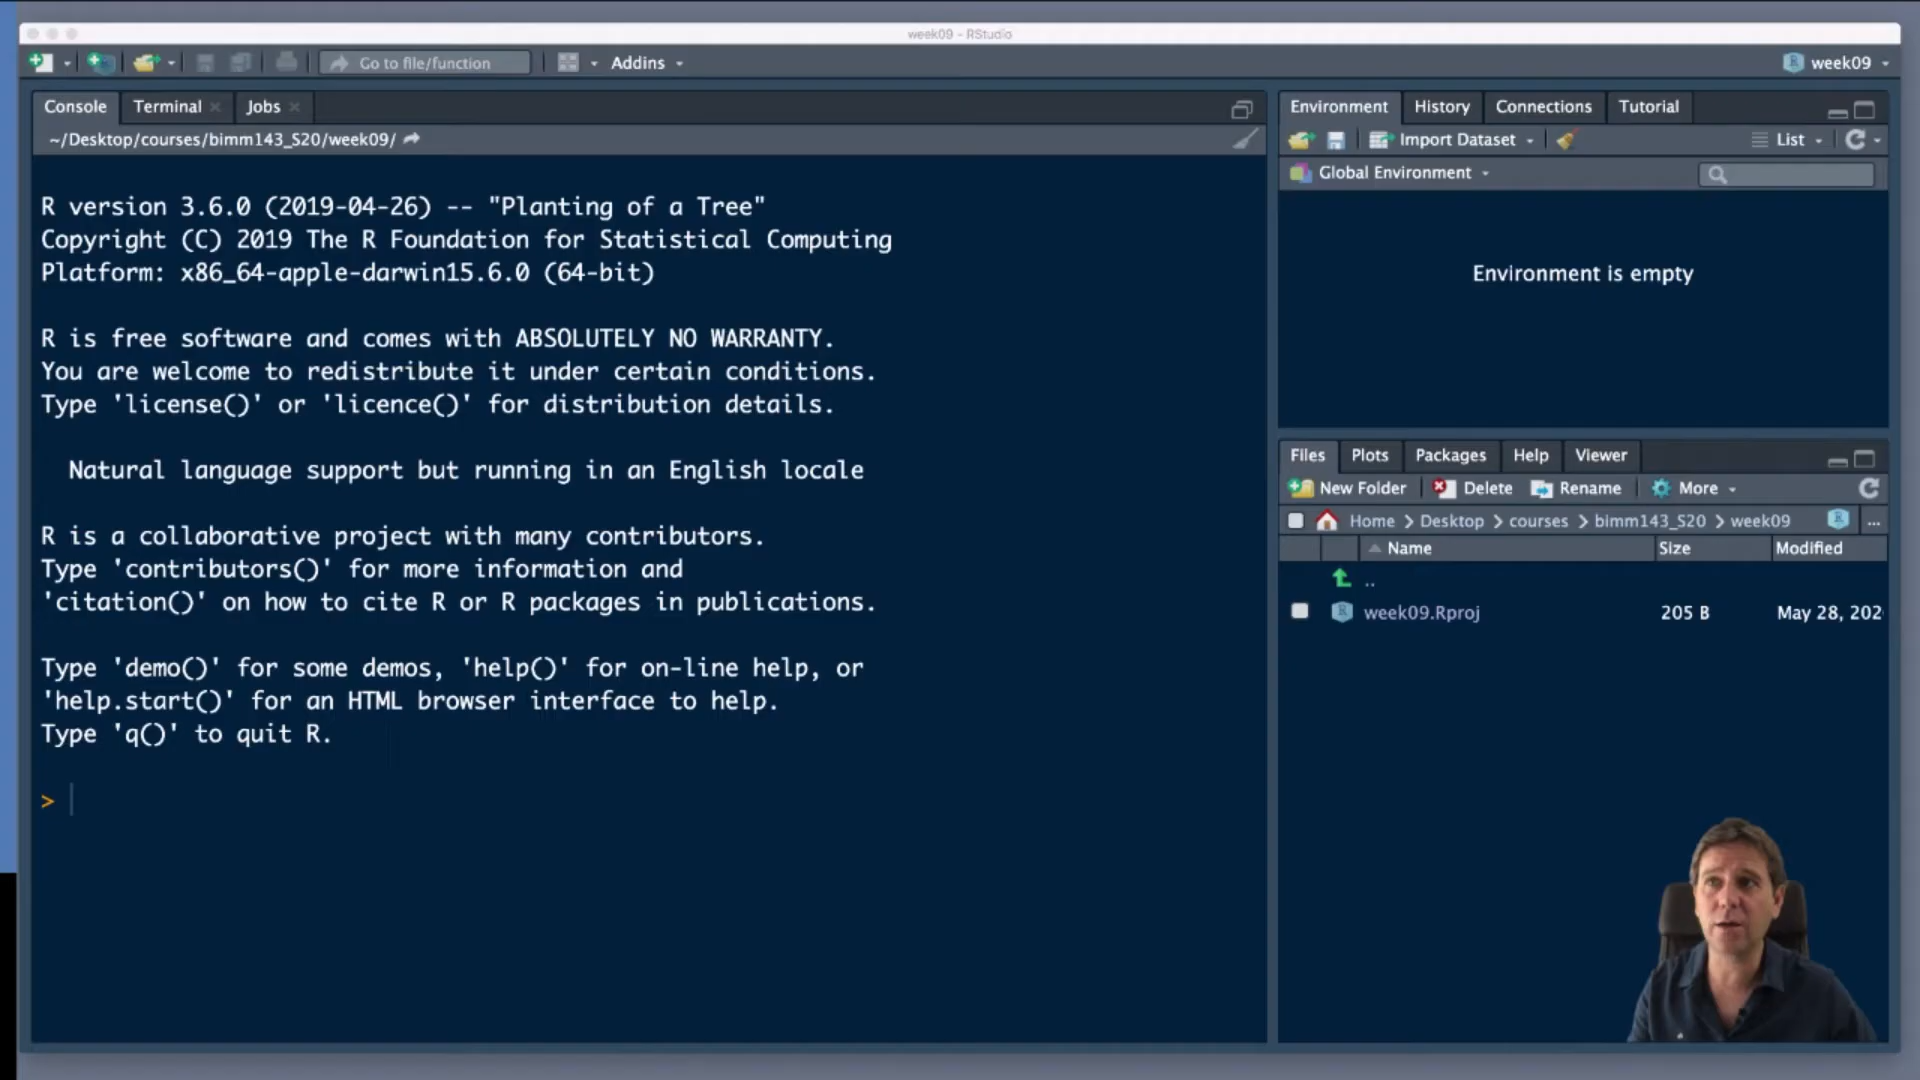 week09 - RStudio
Go to file/function
Addins
week09
Console
Terminal
Jobs
~/Desktop/courses/bimm143_S20/week09/
R version 3.6.0 (2019-04-26) -- "Planting of a Tree"
Copyright (C) 2019 The R Foundation for Statistical Computing
Platform: x86_64-apple-darwin15.6.0 (64-bit)
R is free software and comes with ABSOLUTELY NO WARRANTY.
You are welcome to redistribute it under certain conditions.
Type 'license()' or 'licence()' for distribution details.
Natural language support but running in an English locale
R is a collaborative project with many contributors.
Type 'contributors()' for more information and
'citation()' on how to cite R or R packages in publications.
Type 'demo()' for some demos, 'help()' for on-line help, or
'help.start()' for an HTML browser interface to help.
Type 'q()' to quit R.
>
Environment
History
Connections
Tutorial
Import Dataset
List
Global Environment
Environment is empty
Files
Plots
Packages
Help
Viewer
New Folder
Delete
Rename
More
Home > Desktop > courses > bimm143_S20 > week09
...
Name
Size
Modified
..
week09.Rproj
205 B
May 28, 202